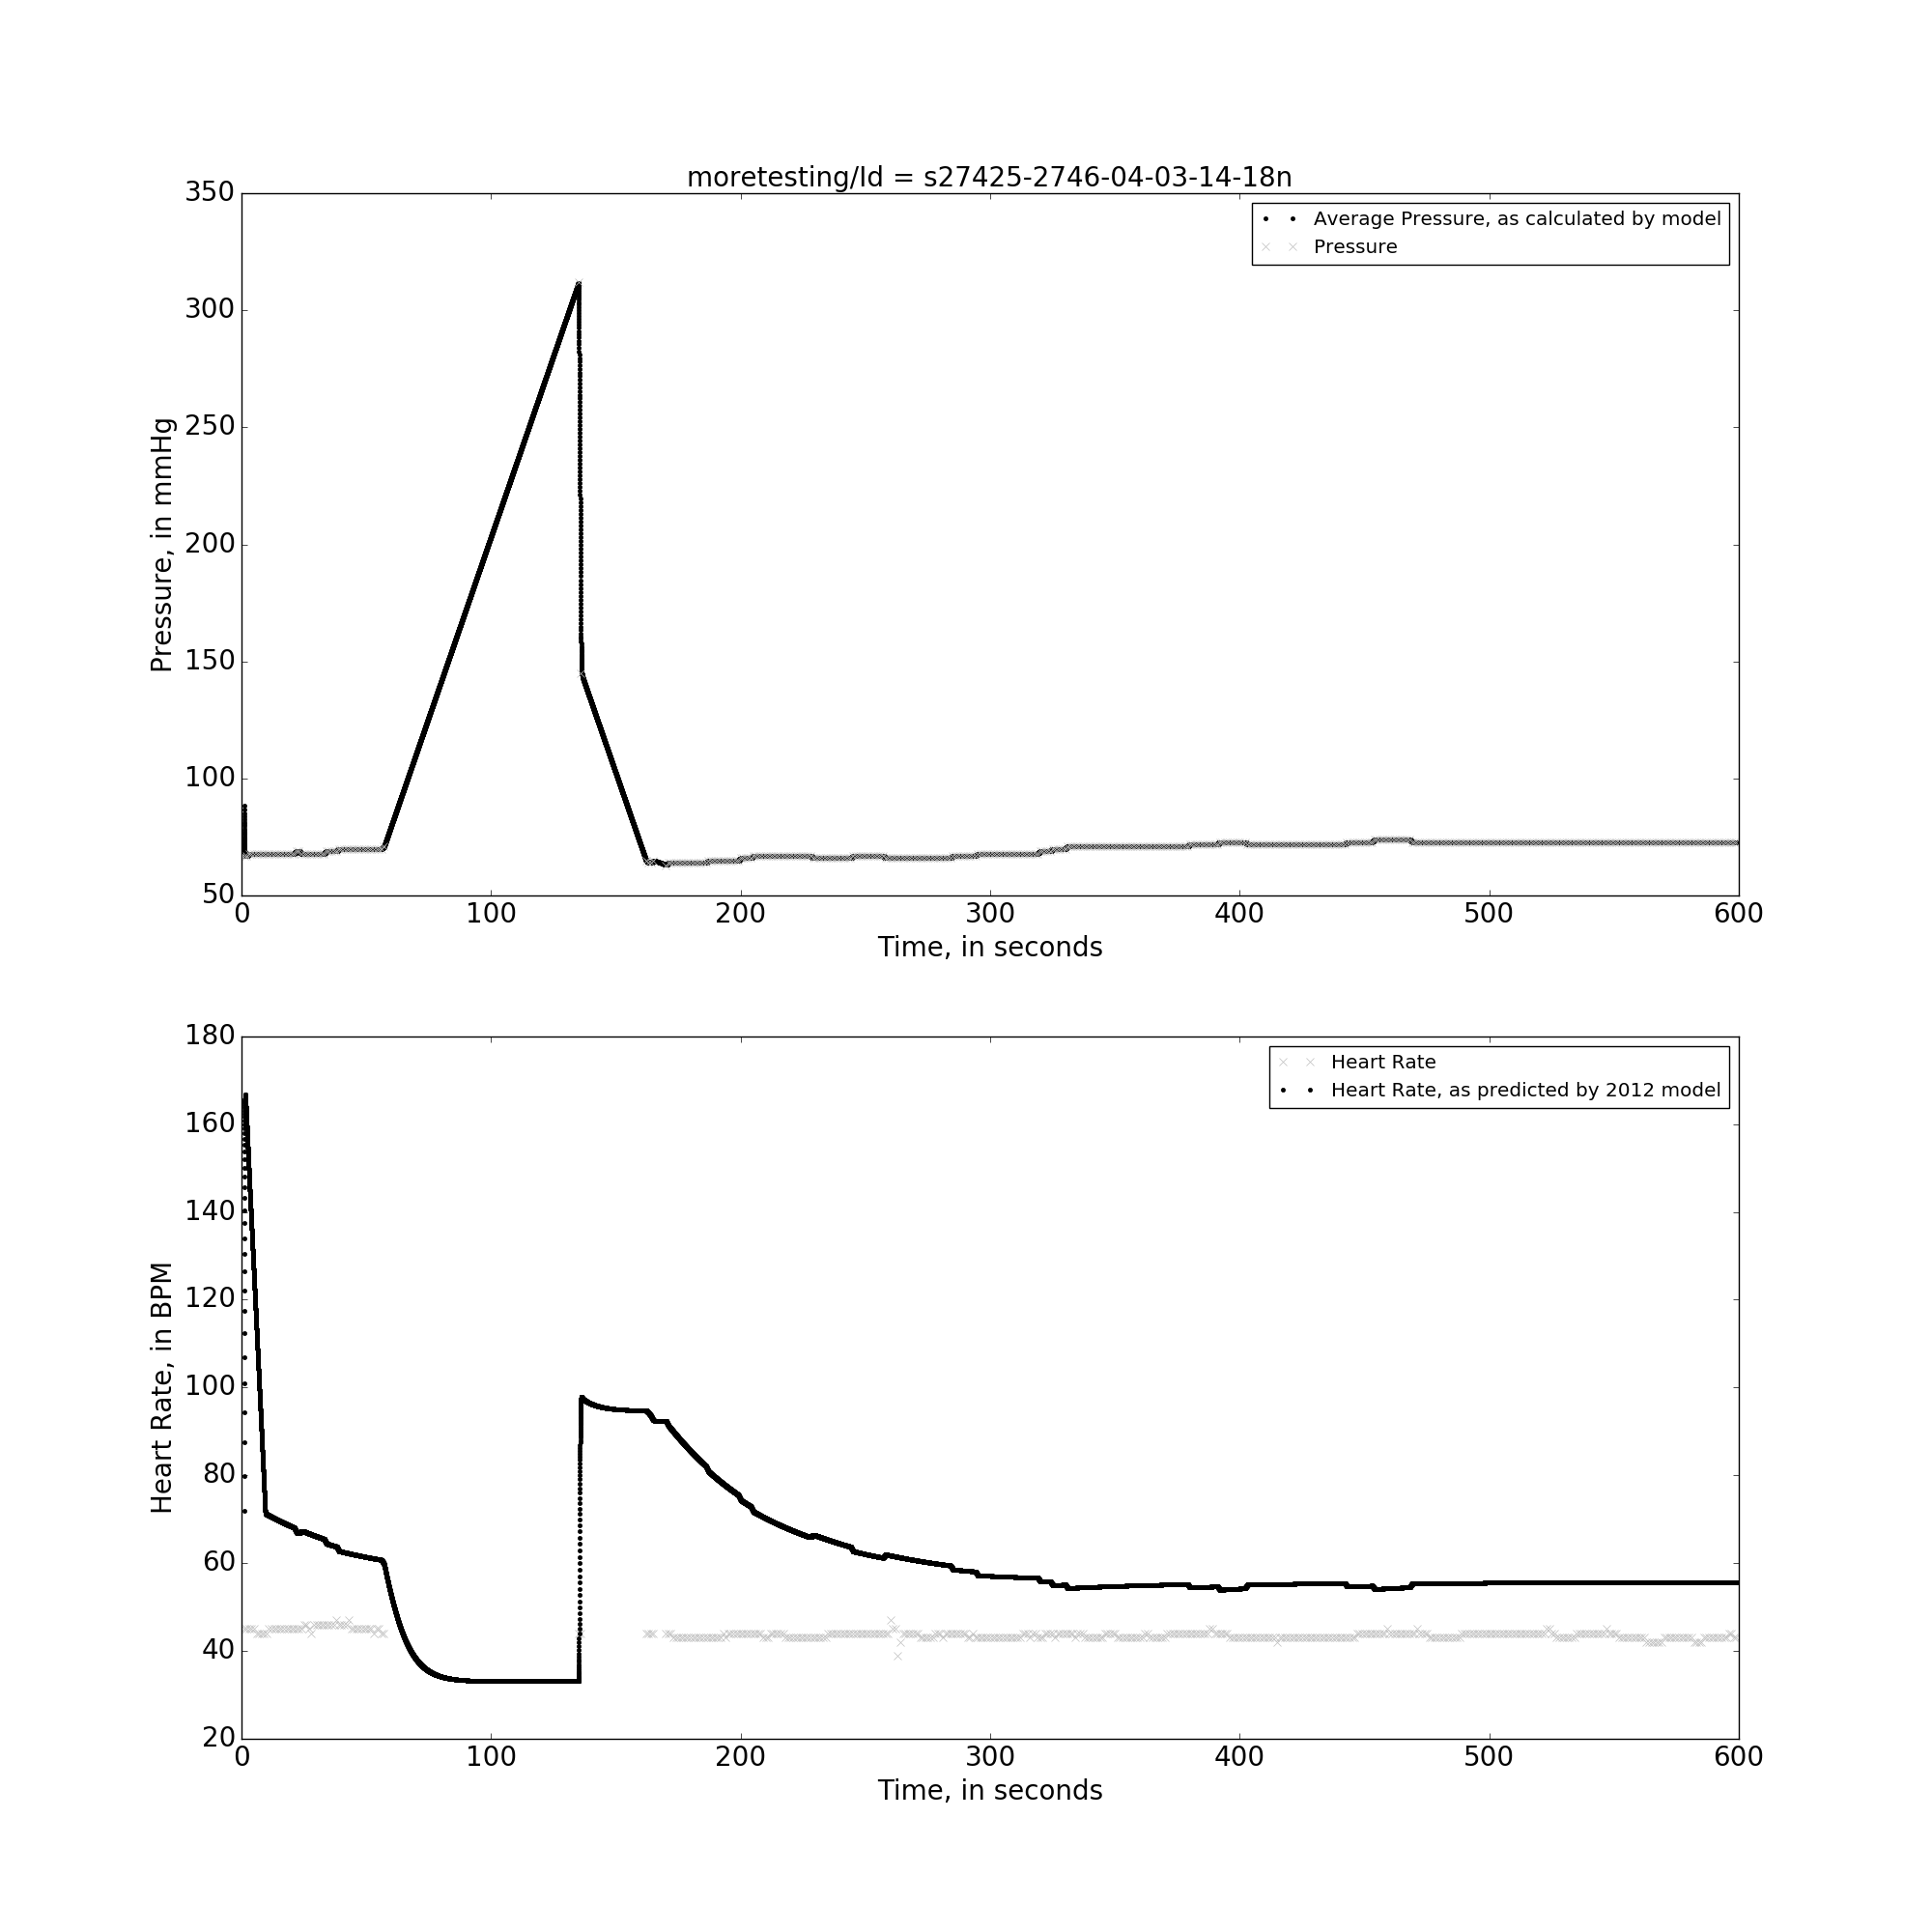 moretesting/Id = s27425-2746-04-03-14-18n
350
300
250
200
150
100
50
Pressure, in mmHg
Average Pressure, as calculated by model
Pressure
0 100 200 300 400 500 600
Time, in seconds
180
160
140
120
100
80
60
40
20
Heart Rate, in BPM
Heart Rate
Heart Rate, as predicted by 2012 model
0 100 200 300 400 500 600
Time, in seconds